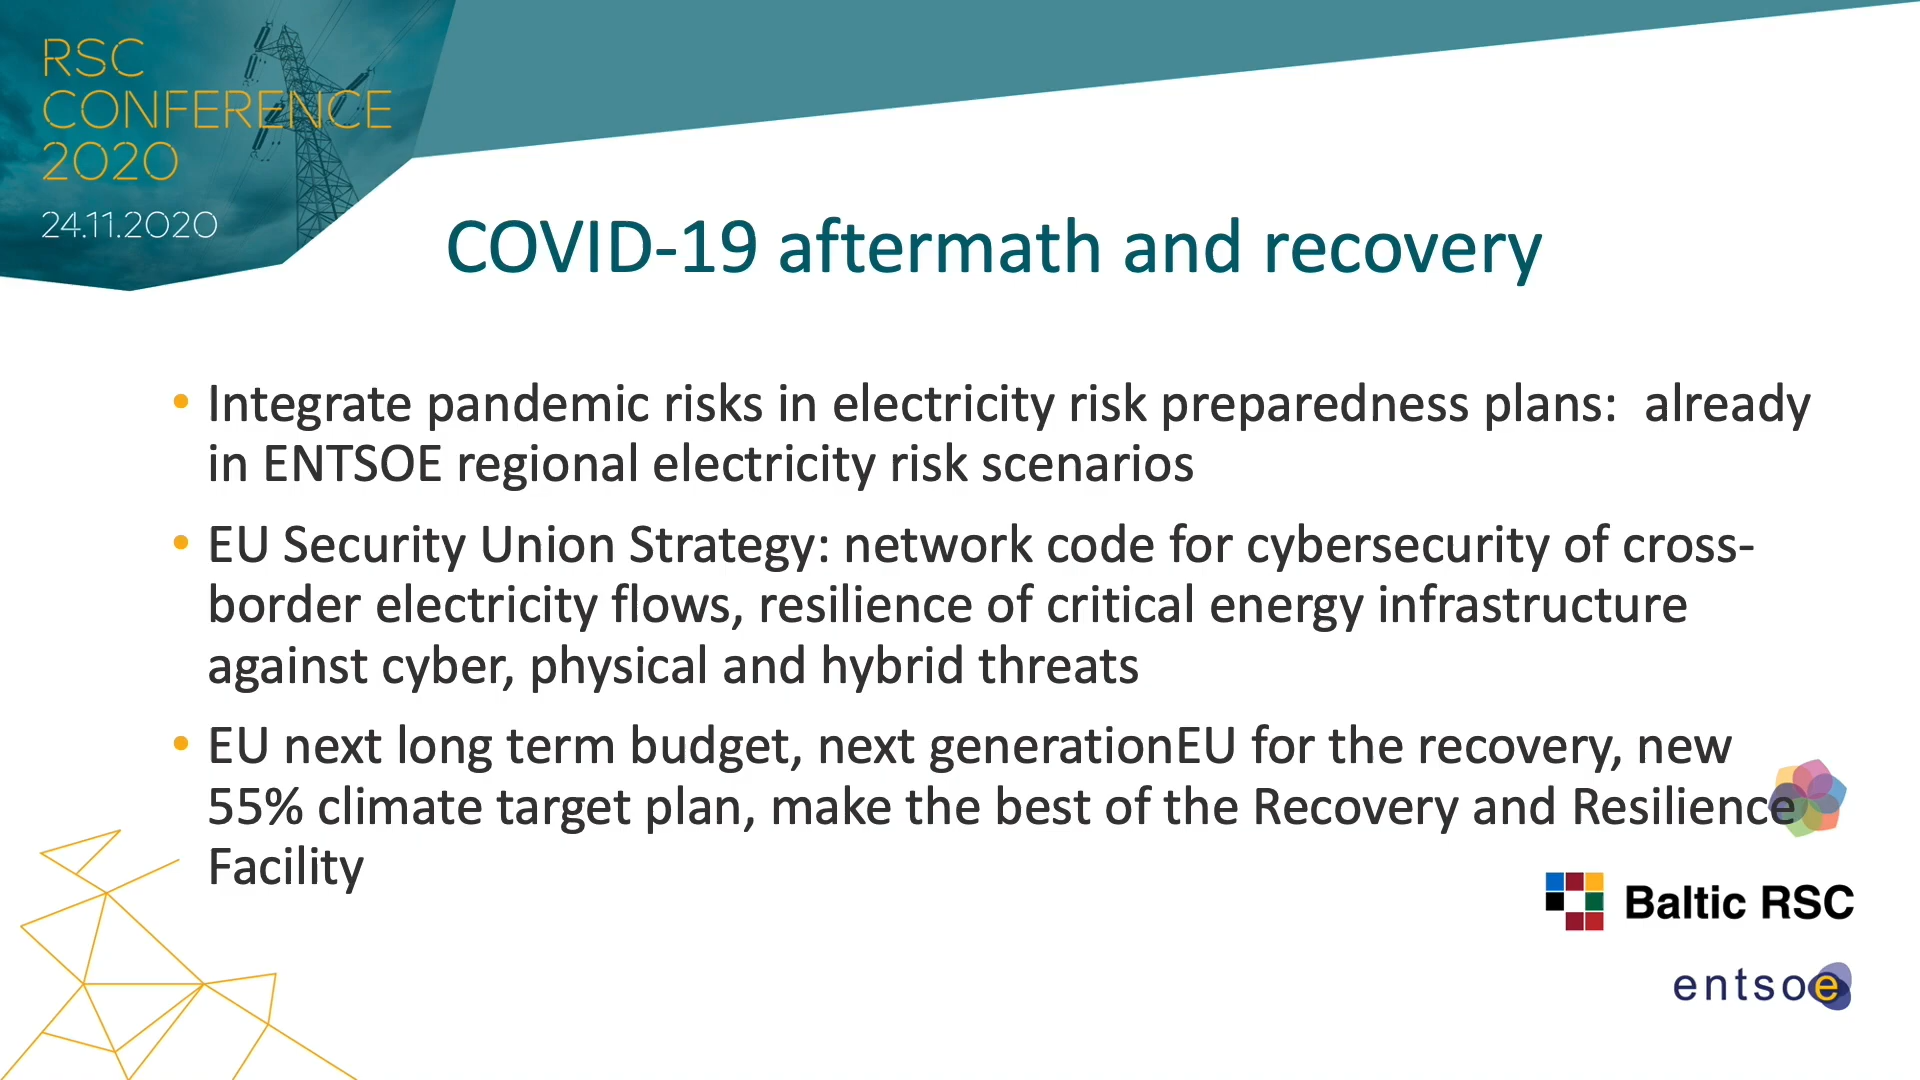 RSC
CONFERENCE
2020
24.11.2020
COVID-19 aftermath and recovery
• Integrate pandemic risks in electricity risk preparedness plans:  already
in ENTSOE regional electricity risk scenarios
• EU Security Union Strategy: network code for cybersecurity of cross-
border electricity flows, resilience of critical energy infrastructure
against cyber, physical and hybrid threats
• EU next long term budget, next generationEU for the recovery, new
55% climate target plan, make the best of the Recovery and Resilience
Facility
Baltic RSC
entsoe